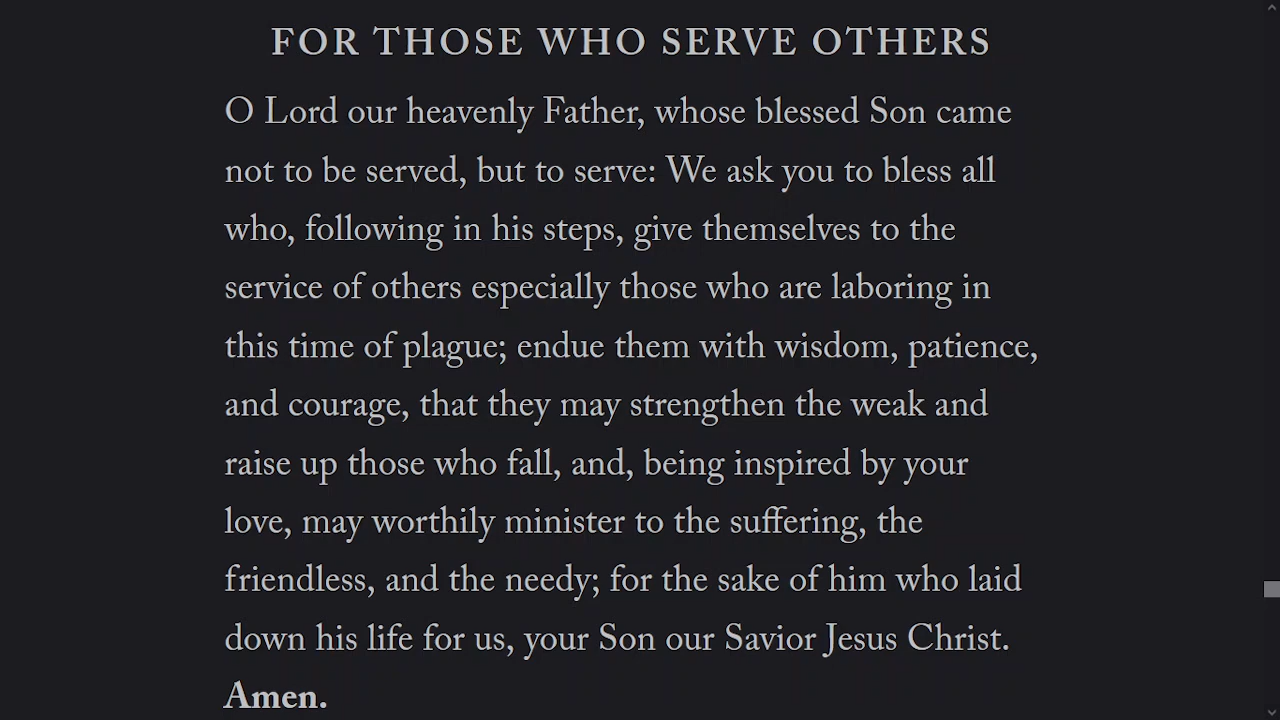 FOR THOSE WHO SERVE OTHERS
O Lord our heavenly Father, whose blessed Son came
not to be served, but to serve: We ask you to bless all
who, following in his steps, give themselves to the
service of others especially those who are laboring in
this time of plague; endue them with wisdom, patience,
and courage, that they may strengthen the weak and
raise up those who fall, and, being inspired by your
love, may worthily minister to the suffering, the
friendless, and the needy; for the sake of him who laid
down his life for us, your Son our Savior Jesus Christ.
Amen.